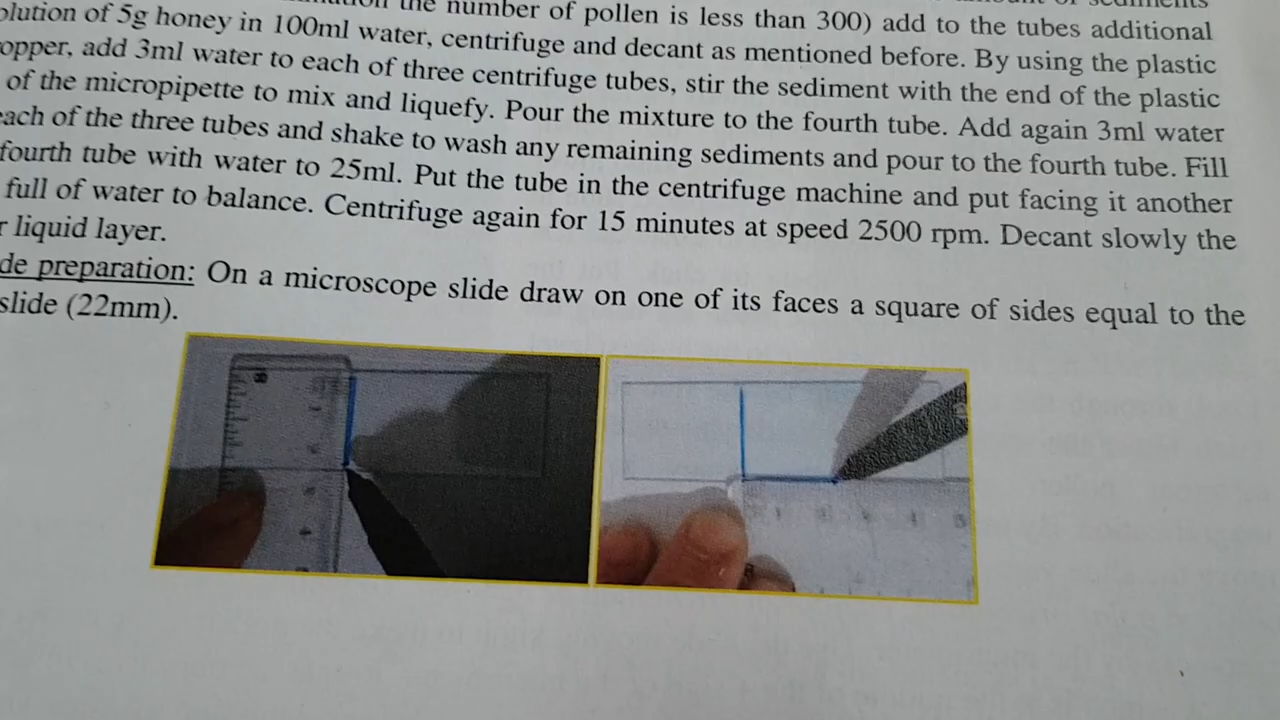 the number of pollen is less than 300) add to the tubes additional
of 5g honey in 100ml water, centrifuge and decant as mentioned before. By using the plastic
add 3ml water to each of three centrifuge tubes, stir the sediment with the end of the plastic
of the micropipette to mix and liquefy. Pour the mixture to the fourth tube. Add again 3ml water
of the three tubes and shake to wash any remaining sediments and pour to the fourth tube. Fill
fourth tube with water to 25ml. Put the tube in the centrifuge machine and put facing it another
full of water to balance. Centrifuge again for 15 minutes at speed 2500 rpm. Decant slowly the
liquid layer.
preparation: On a microscope slide draw on one of its faces a square of sides equal to the
slide (22mm).